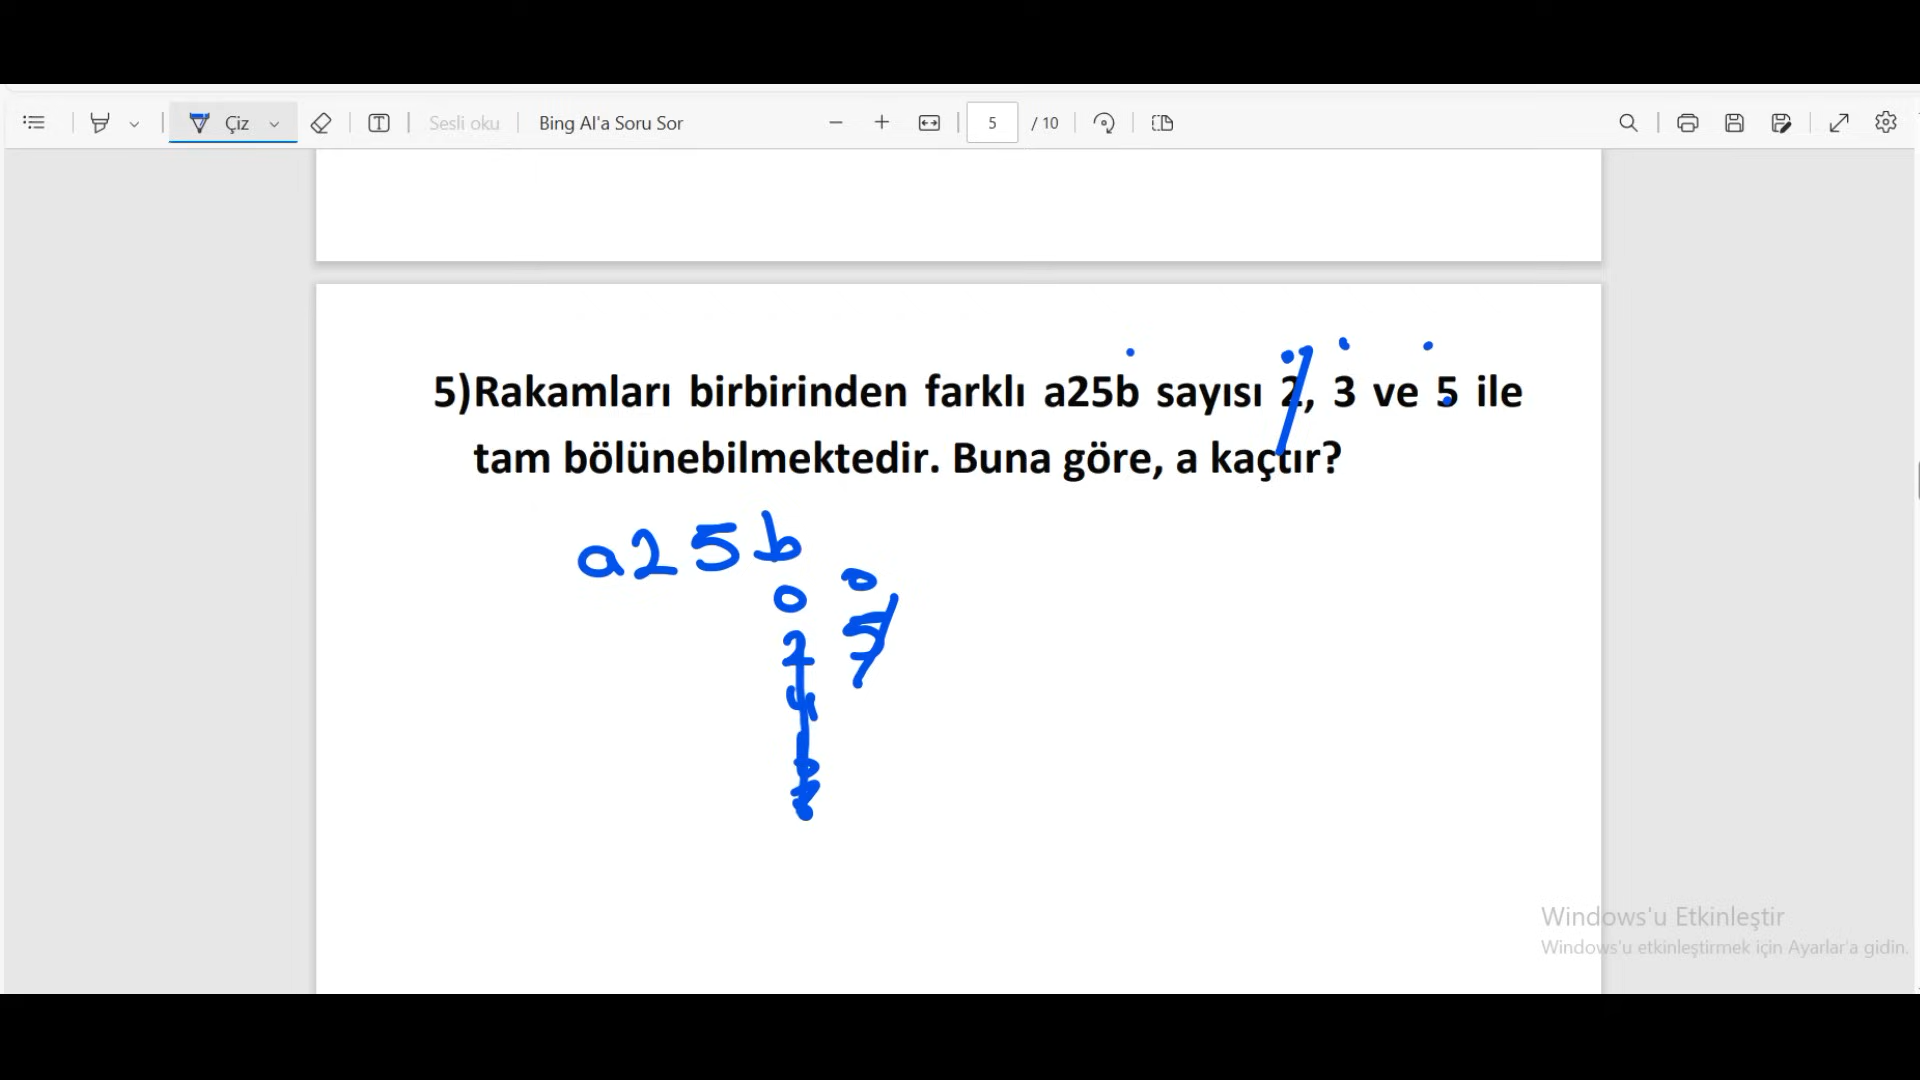 Çiz
Sesli oku
Bing AI'a Soru Sor
5 / 10
5)Rakamları birbirinden farklı a25b sayısı 2, 3 ve 5 ile
tam bölünebilmektedir. Buna göre, a kaçtır?
a25b
0 0
2 5
4
Windows'u Etkinleştir
Windows'u etkinleştirmek için Ayarlar'a gidin.